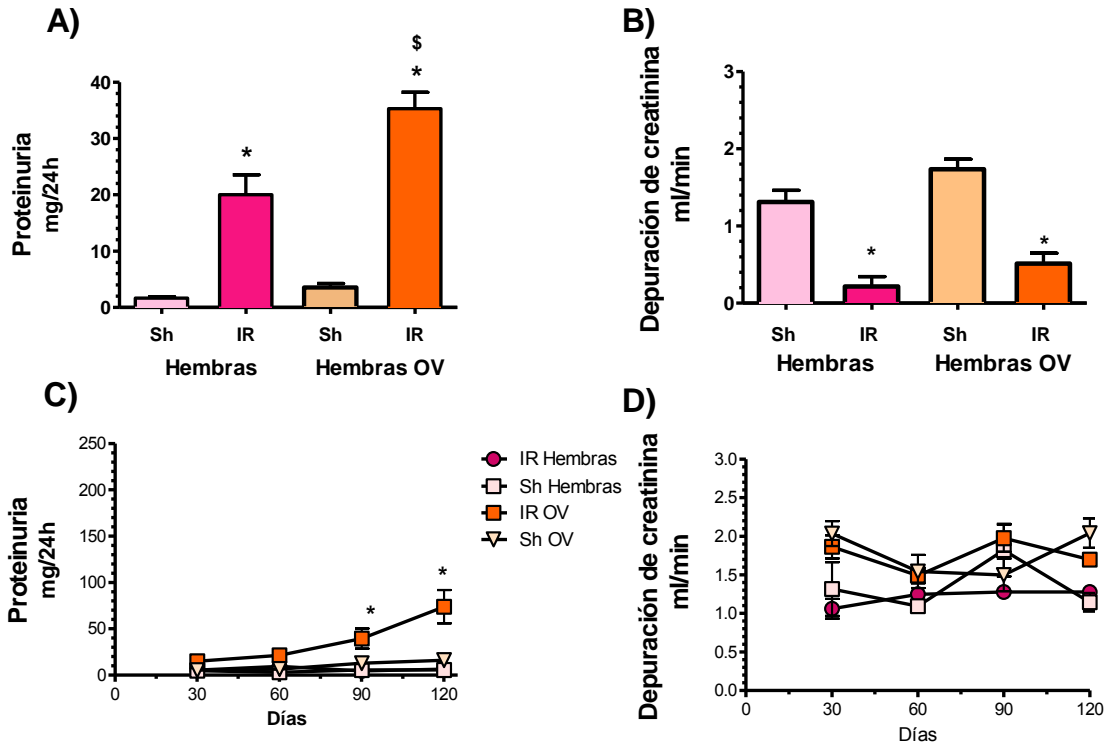 A)
Proteinuria
mg/24h
40
30
20
10
0
*
$
*
Sh
IR
Sh
IR
Hembras
Hembras OV
B)
Depuración de creatinina
ml/min
3
2
1
0
*
*
Sh
IR
Sh
IR
Hembras
Hembras OV
C)
Proteinuria
mg/24h
250
200
150
100
50
0
*
*
0
30
60
90
120
Días
IR Hembras
Sh Hembras
IR OV
Sh OV
D)
Depuración de creatinina
ml/min
3.0
2.5
2.0
1.5
1.0
0.5
0.0
0
30
60
90
120
Días